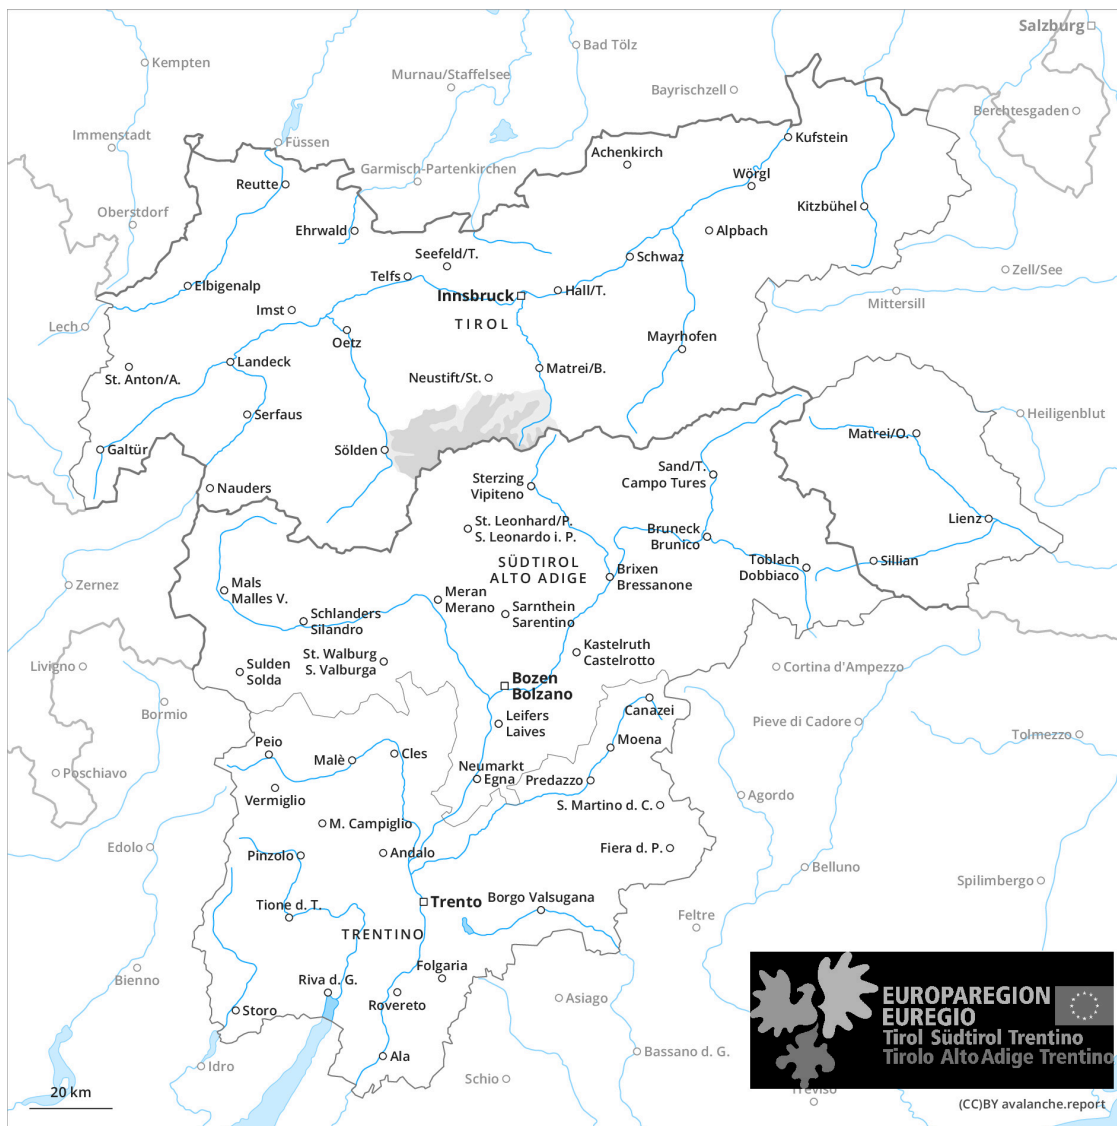 Salzburg
Bad Tölz
Kempten
Murnau/Staffelsee
Bayrischzell
Berchtesgaden
Immenstadt
Kufstein
Füssen
Achenkirch
Garmisch-Partenkirchen
Wörgl
Reutte
Kitzbühel
Oberstdorf
Ehrwald
Alpbach
Seefeld/T.
Schwaz
Zell/See
Telfs
Elbigenalp
Hall/T.
Innsbruck
Mittersill
Imst
TIROL
Lech
Oetz
Mayrhofen
Landeck
Matrei/B.
St. Anton/A.
Neustift/St.
Serfaus
Heiligenblut
Matrei/O.
Galtür
Sölden
Sand/T.
Campo Tures
Sterzing
Vipiteno
Nauders
Lienz
St. Leonhard/P.
S. Leonardo i. P.
Bruneck
Brunico
SÜDTIROL
ALTO ADIGE
Toblach
Dobbiaco
Sillian
Brixen
Bressanone
Zernez
Mals
Malles V.
Meran
Merano
Schlanders
Silandro
Sarnthein
Sarentino
Kastelruth
Castelrotto
St. Walburg
S. Valburga
Livigno
Sulden
Solda
Cortina d'Ampezzo
Bozen
Bolzano
Bormio
Canazei
Leifers
Laives
Pieve di Cadore
Tolmezzo
Peio
Moena
Malè
Cles
Neumarkt
Egna
Poschiavo
Predazzo
Vermiglio
Agordo
S. Martino d. C.
M. Campiglio
Edolo
Fiera d. P.
Pinzolo
Andalo
Belluno
Spilimbergo
Trento
Borgo Valsugana
Tione d. T.
Feltre
TRENTINO
Folgaria
Bienno
Riva d. G.
Rovereto
Asiago
Storo
EUROPAREGION
EUREGIO
Tirol Südtirol Trentino
Tirolo Alto Adige Trentino
Ala
Bassano d. G.
Idro
Schio
20 km
Treviso
(CC)BY avalanche.report